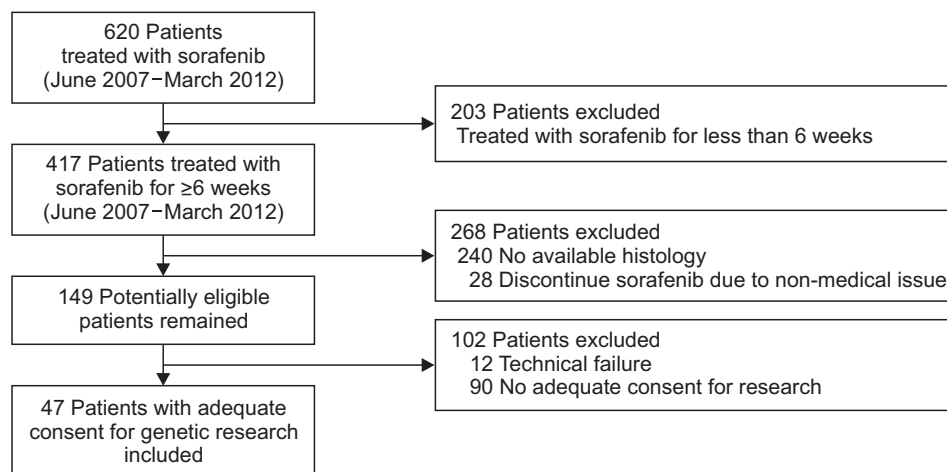 620 Patients
treated with sorafenib
(June 2007−March 2012)
203 Patients excluded
Treated with sorafenib for less than 6 weeks
417 Patients treated with
sorafenib for ≥6 weeks
(June 2007−March 2012)
268 Patients excluded
240 No available histology
28 Discontinue sorafenib due to non-medical issue
149 Potentially eligible
patients remained
102 Patients excluded
12 Technical failure
90 No adequate consent for research
47 Patients with adequate
consent for genetic research
included